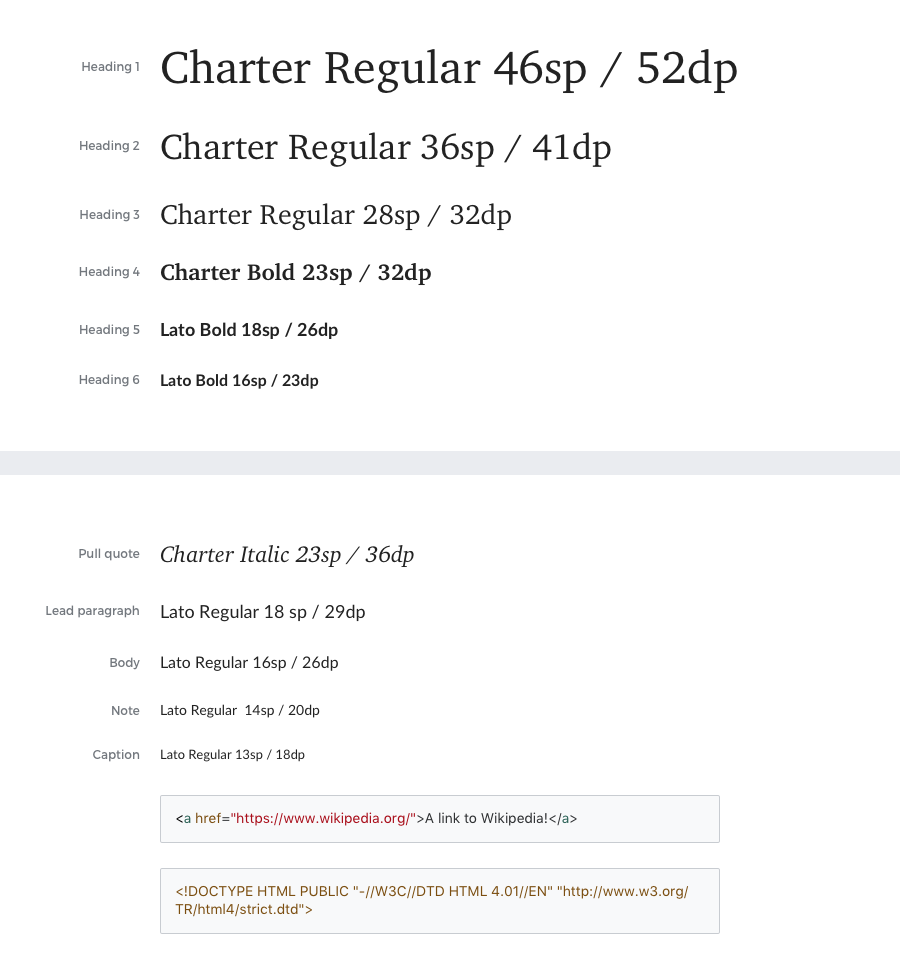 Heading 1 Charter Regular 46sp / 52dp
Heading 2 Charter Regular 36sp / 41dp
Heading 3 Charter Regular 28sp / 32dp
Heading 4 Charter Bold 23sp / 32dp
Heading 5 Lato Bold 18sp / 26dp
Heading 6 Lato Bold 16sp / 23dp
Pull quote Charter Italic 23sp / 36dp
Lead paragraph Lato Regular 18 sp / 29dp
Body Lato Regular 16sp / 26dp
Note Lato Regular  14sp / 20dp
Caption Lato Regular 13sp / 18dp
<a href="https://www.wikipedia.org/">A link to Wikipedia!</a>
<!DOCTYPE HTML PUBLIC "-//W3C//DTD HTML 4.01//EN" "http://www.w3.org/
TR/html4/strict.dtd">